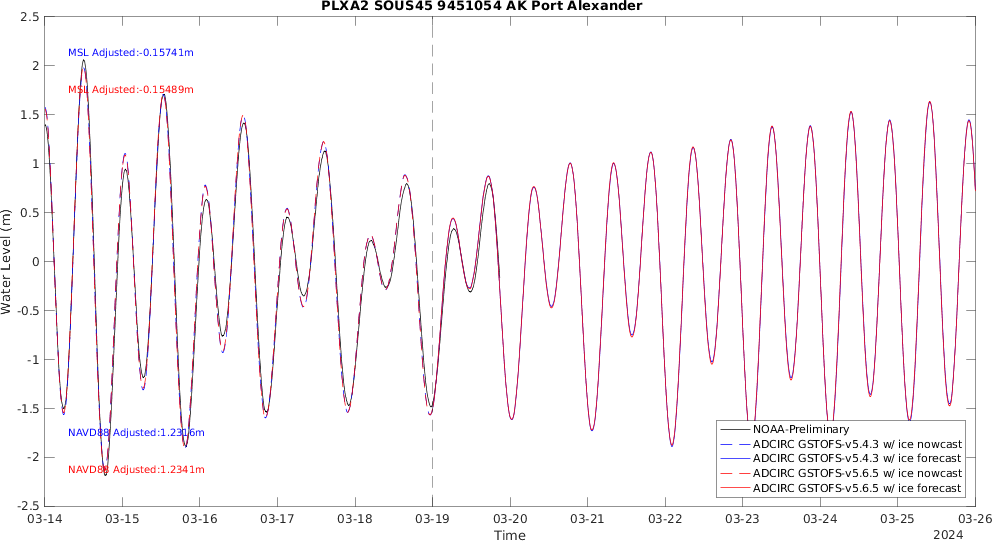 PLXA2 SOUS45 9451054 AK Port Alexander
2.5
2
1.5
1
0.5
0
-0.5
-1
-1.5
-2
-2.5
Water Level (m)
MSL Adjusted:-0.15741m
MSL Adjusted:-0.15489m
NAVD88 Adjusted:1.2316m
NAVD88 Adjusted:1.2341m
NOAA-Preliminary
ADCIRC GSTOFS-v5.4.3 w/ ice nowcast
ADCIRC GSTOFS-v5.4.3 w/ ice forecast
ADCIRC GSTOFS-v5.6.5 w/ ice nowcast
ADCIRC GSTOFS-v5.6.5 w/ ice forecast
03-14 03-15 03-16 03-17 03-18 03-19 03-20 03-21 03-22 03-23 03-24 03-25 03-26
Time
2024